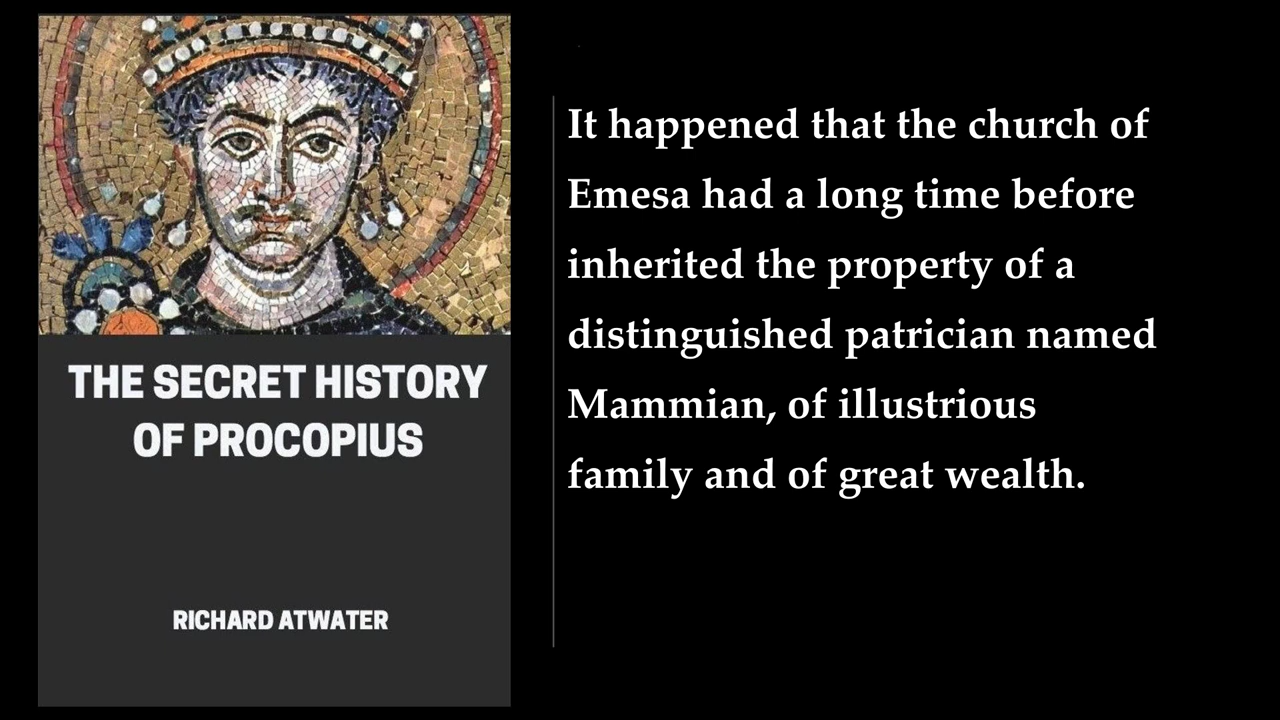 THE SECRET HISTORY
OF PROCOPIUS
RICHARD ATWATER
It happened that the church of
Emesa had a long time before
inherited the property of a
distinguished patrician named
Mammian, of illustrious
family and of great wealth.